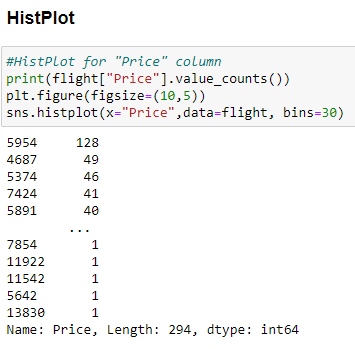 HistPlot
#HistPlot for "Price" column
print(flight["Price"].value_counts())
plt.figure(figsize=(10,5))
sns.histplot(x="Price",data=flight, bins=30)
5954 128
4687 49
5374 46
7424 41
5891 40
...
7854 1
11922 1
11542 1
5642 1
13830 1
Name: Price, Length: 294, dtype: int64